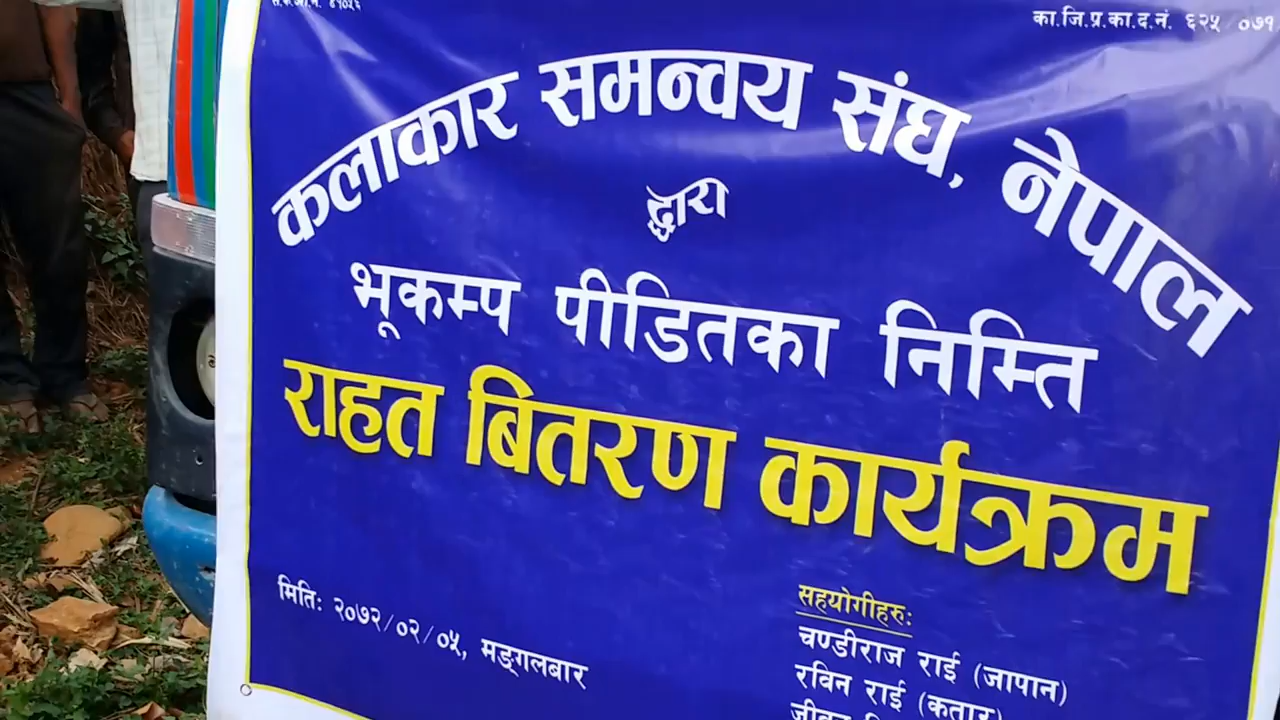 का.जि.प्र.का.द.नं. ६२५ ०७१
कलाकार समन्वय संघ, नेपाल
द्वारा
भूकम्प पीडितका निम्ति
राहत बितरण कार्यक्रम
मितिः २०७२/०२/०५, मङ्गलबार
सहयोगीहरुः
चण्डीराज राई (जापान)
रविन राई (कतार)